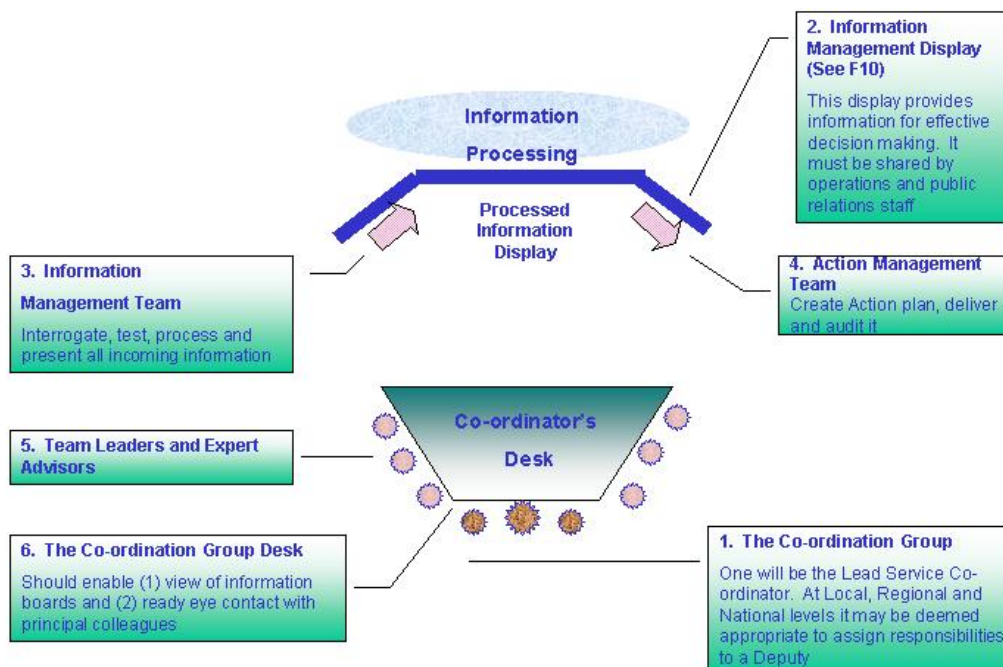 2. Information
Management Display
(See F10)
This display provides
information for effective
decision making. It
must be shared by
operations and public
relations staff
Information
Processing
Processed
Information
Display
3. Information
Management Team
Interrogate, test, process and
present all incoming information
4. Action Management
Team
Create Action plan, deliver
and audit it
Co-ordinator's
Desk
5. Team Leaders and Expert
Advisors
6. The Co-ordination Group Desk
Should enable (1) view of information
boards and (2) ready eye contact with
principal colleagues
1. The Co-ordination Group
One will be the Lead Service Co-
ordinator. At Local, Regional and
National levels it may be deemed
appropriate to assign responsibilities
to a Deputy